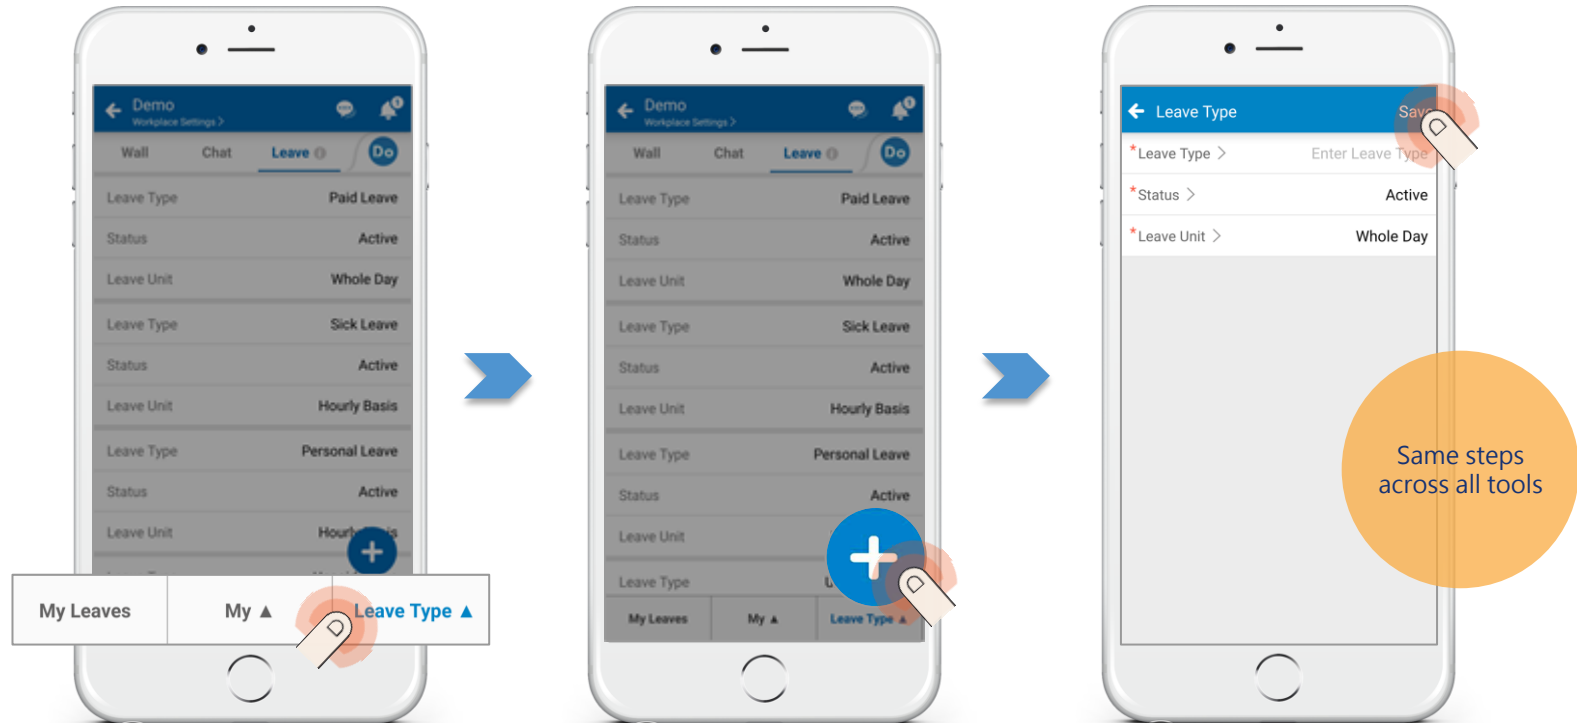 Demo
Workplace Settings >
1
Wall Chat Leave i Do
Leave Type Paid Leave
Status Active
Leave Unit Whole Day
Leave Type Sick Leave
Status Active
Leave Unit Hourly Basis
Leave Type Personal Leave
Status Active
Leave Unit
My Leaves My ▲ Leave Type ▲
Demo
Workplace Settings >
Wall Chat Leave i Do
Leave Type Paid Leave
Status Active
Leave Unit Whole Day
Leave Type Sick Leave
Status Active
Leave Unit Hourly Basis
Leave Type Personal Leave
Status Active
Leave Unit
Leave Type
My Leaves My ▲ Leave Type ▲
Leave Type Save
*Leave Type > Enter Leave Type
*Status > Active
*Leave Unit > Whole Day
Same steps
across all tools